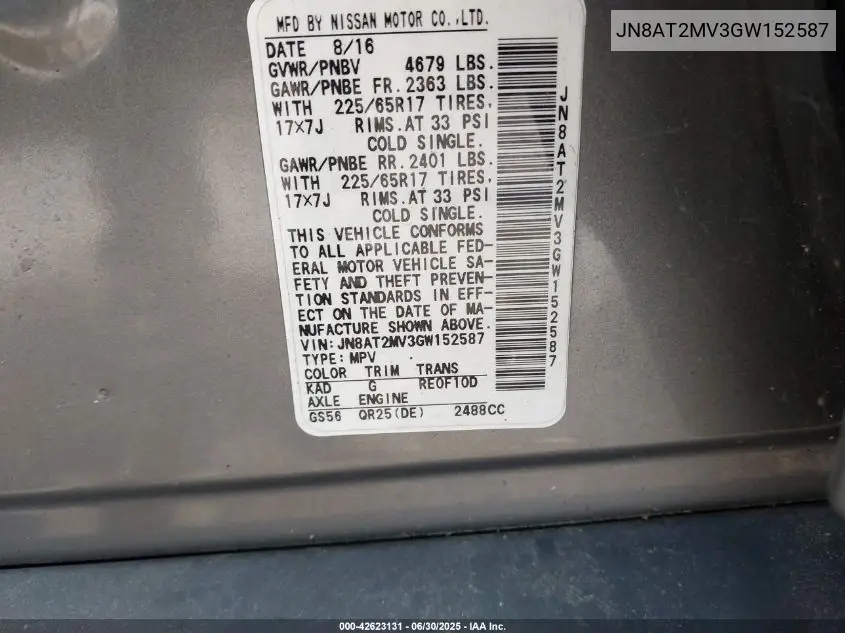 JN8AT2MV3GW152587
MFD BY NISSAN MOTOR CO.,LTD.
DATE 8/16
GVWR/PNBV 4679 LBS.
GAWR/PNBE FR. 2363 LBS.
WITH 225/65R17 TIRES,
17x7J RIMS.AT 33 PSI
COLD SINGLE.
GAWR/PNBE RR. 2401 LBS.
WITH 225/65R17 TIRES,
17x7J RIMS.AT 33 PSI
COLD SINGLE.
THIS VEHICLE CONFORMS
TO ALL APPLICABLE FED-
ERAL MOTOR VEHICLE SA-
FETY AND THEFT PREVEN-
TION STANDARDS IN EFF-
ECT ON THE DATE OF MA-
NUFACTURE SHOWN ABOVE.
VIN:JN8AT2MV3GW152587
TYPE:MPV
COLOR TRIM TRANS
KAD G RE0F10D
AXLE ENGINE
GS56 QR25(DE) 2488CC
JN8AT2MV3GW152587
000-42623131 - 06/30/2025 - IAA Inc.